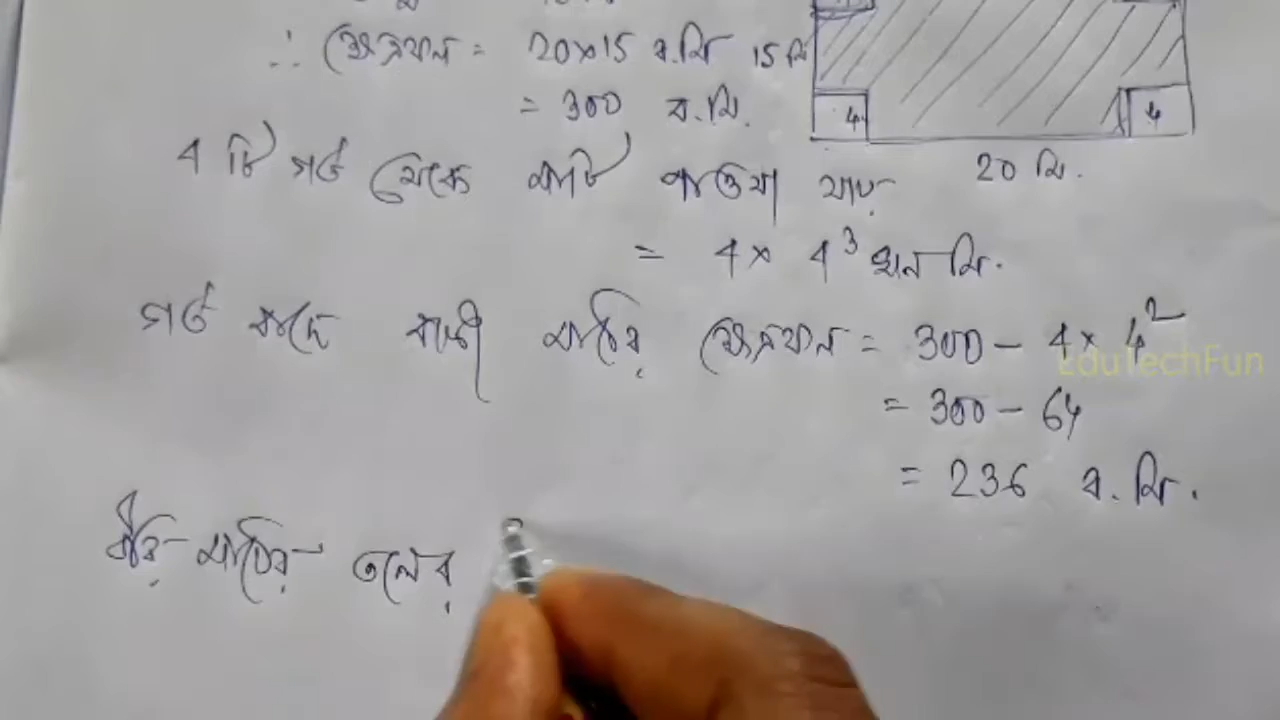 ∴ ক্ষেত্রফল = 20×15 ব.মি 15 মি
= 300 ব.মি.
4 4
20 মি.
4 টি গর্ত থেকে মাটি পাওয়া যায়
= 4 × 4³ ঘন মি.
গর্ত বাদে বাকী মাঠের ক্ষেত্রফল = 300 – 4 × 4²
EduTechFun
= 300 – 64
= 236 ব. মি.
মাঠের তলের